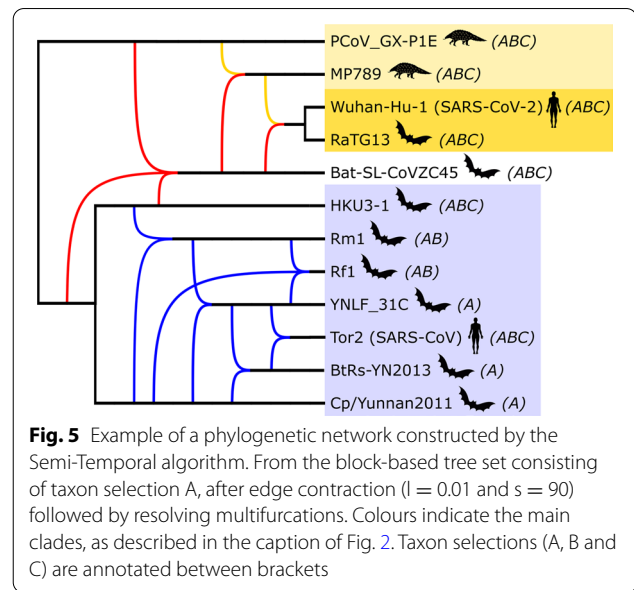 PCoV_GX-P1E (ABC)
MP789 (ABC)
Wuhan-Hu-1 (SARS-CoV-2) (ABC)
RaTG13 (ABC)
Bat-SL-CoVZC45 (ABC)
HKU3-1 (ABC)
Rm1 (AB)
Rf1 (AB)
YNLF_31C (A)
Tor2 (SARS-CoV) (ABC)
BtRs-YN2013 (A)
Cp/Yunnan2011 (A)
Fig. 5 Example of a phylogenetic network constructed by the
Semi-Temporal algorithm. From the block-based tree set consisting
of taxon selection A, after edge contraction (l = 0.01 and s = 90)
followed by resolving multifurcations. Colours indicate the main
clades, as described in the caption of Fig. 2. Taxon selections (A, B and
C) are annotated between brackets